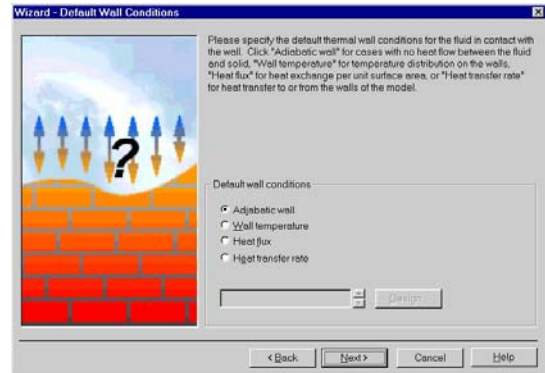 Wizard - Default Wall Conditions
Please specify the default thermal wall conditions for the fluid in contact with
the wall. Click "Adiabatic wall" for cases with no heat flow between the fluid
and solid, "Wall temperature" for temperature distribution on the walls,
"Heat flux" for heat exchange per unit surface area, or "Heat transfer rate"
for heat transfer to or from the walls of the model.
?
Default wall conditions
Adiabatic wall
Wall temperature
Heat flux
Heat transfer rate
Design
< Back
Next >
Cancel
Help